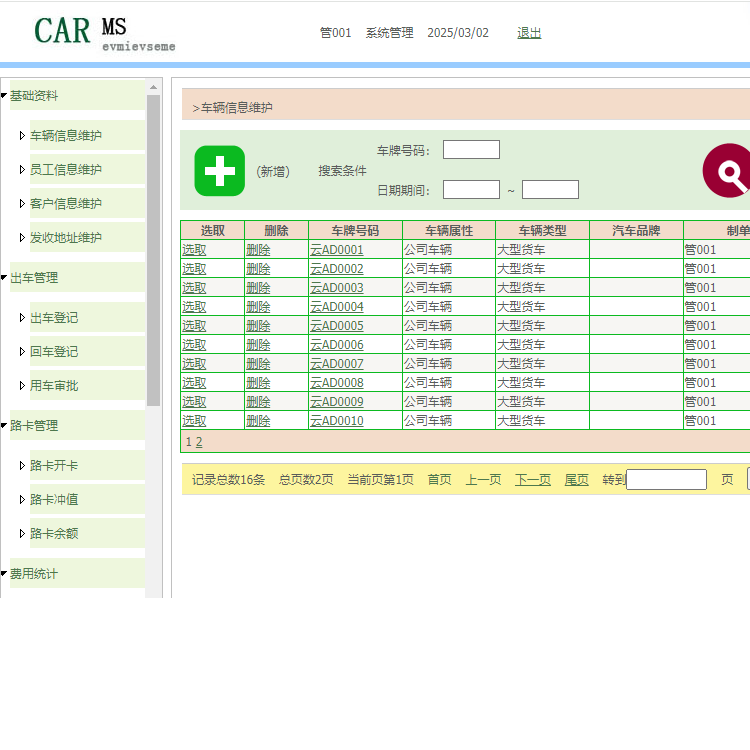 CAR MS
evmievseme
管001 系统管理 2025/03/02 退出
基础资料
车辆信息维护
员工信息维护
客户信息维护
发收地址维护
出车管理
出车登记
回车登记
用车审批
路卡管理
路卡开卡
路卡冲值
路卡余额
费用统计
>车辆信息维护
(新增) 搜索条件
车牌号码：
日期期间： ~
选取 删除 车牌号码 车辆属性 车辆类型 汽车品牌 制单
选取 删除 云AD0001 公司车辆 大型货车 管001
选取 删除 云AD0002 公司车辆 大型货车 管001
选取 删除 云AD0003 公司车辆 大型货车 管001
选取 删除 云AD0004 公司车辆 大型货车 管001
选取 删除 云AD0005 公司车辆 大型货车 管001
选取 删除 云AD0006 公司车辆 大型货车 管001
选取 删除 云AD0007 公司车辆 大型货车 管001
选取 删除 云AD0008 公司车辆 大型货车 管001
选取 删除 云AD0009 公司车辆 大型货车 管001
选取 删除 云AD0010 公司车辆 大型货车 管001
1 2
记录总数16条 总页数2页 当前页第1页 首页 上一页 下一页 尾页 转到 页